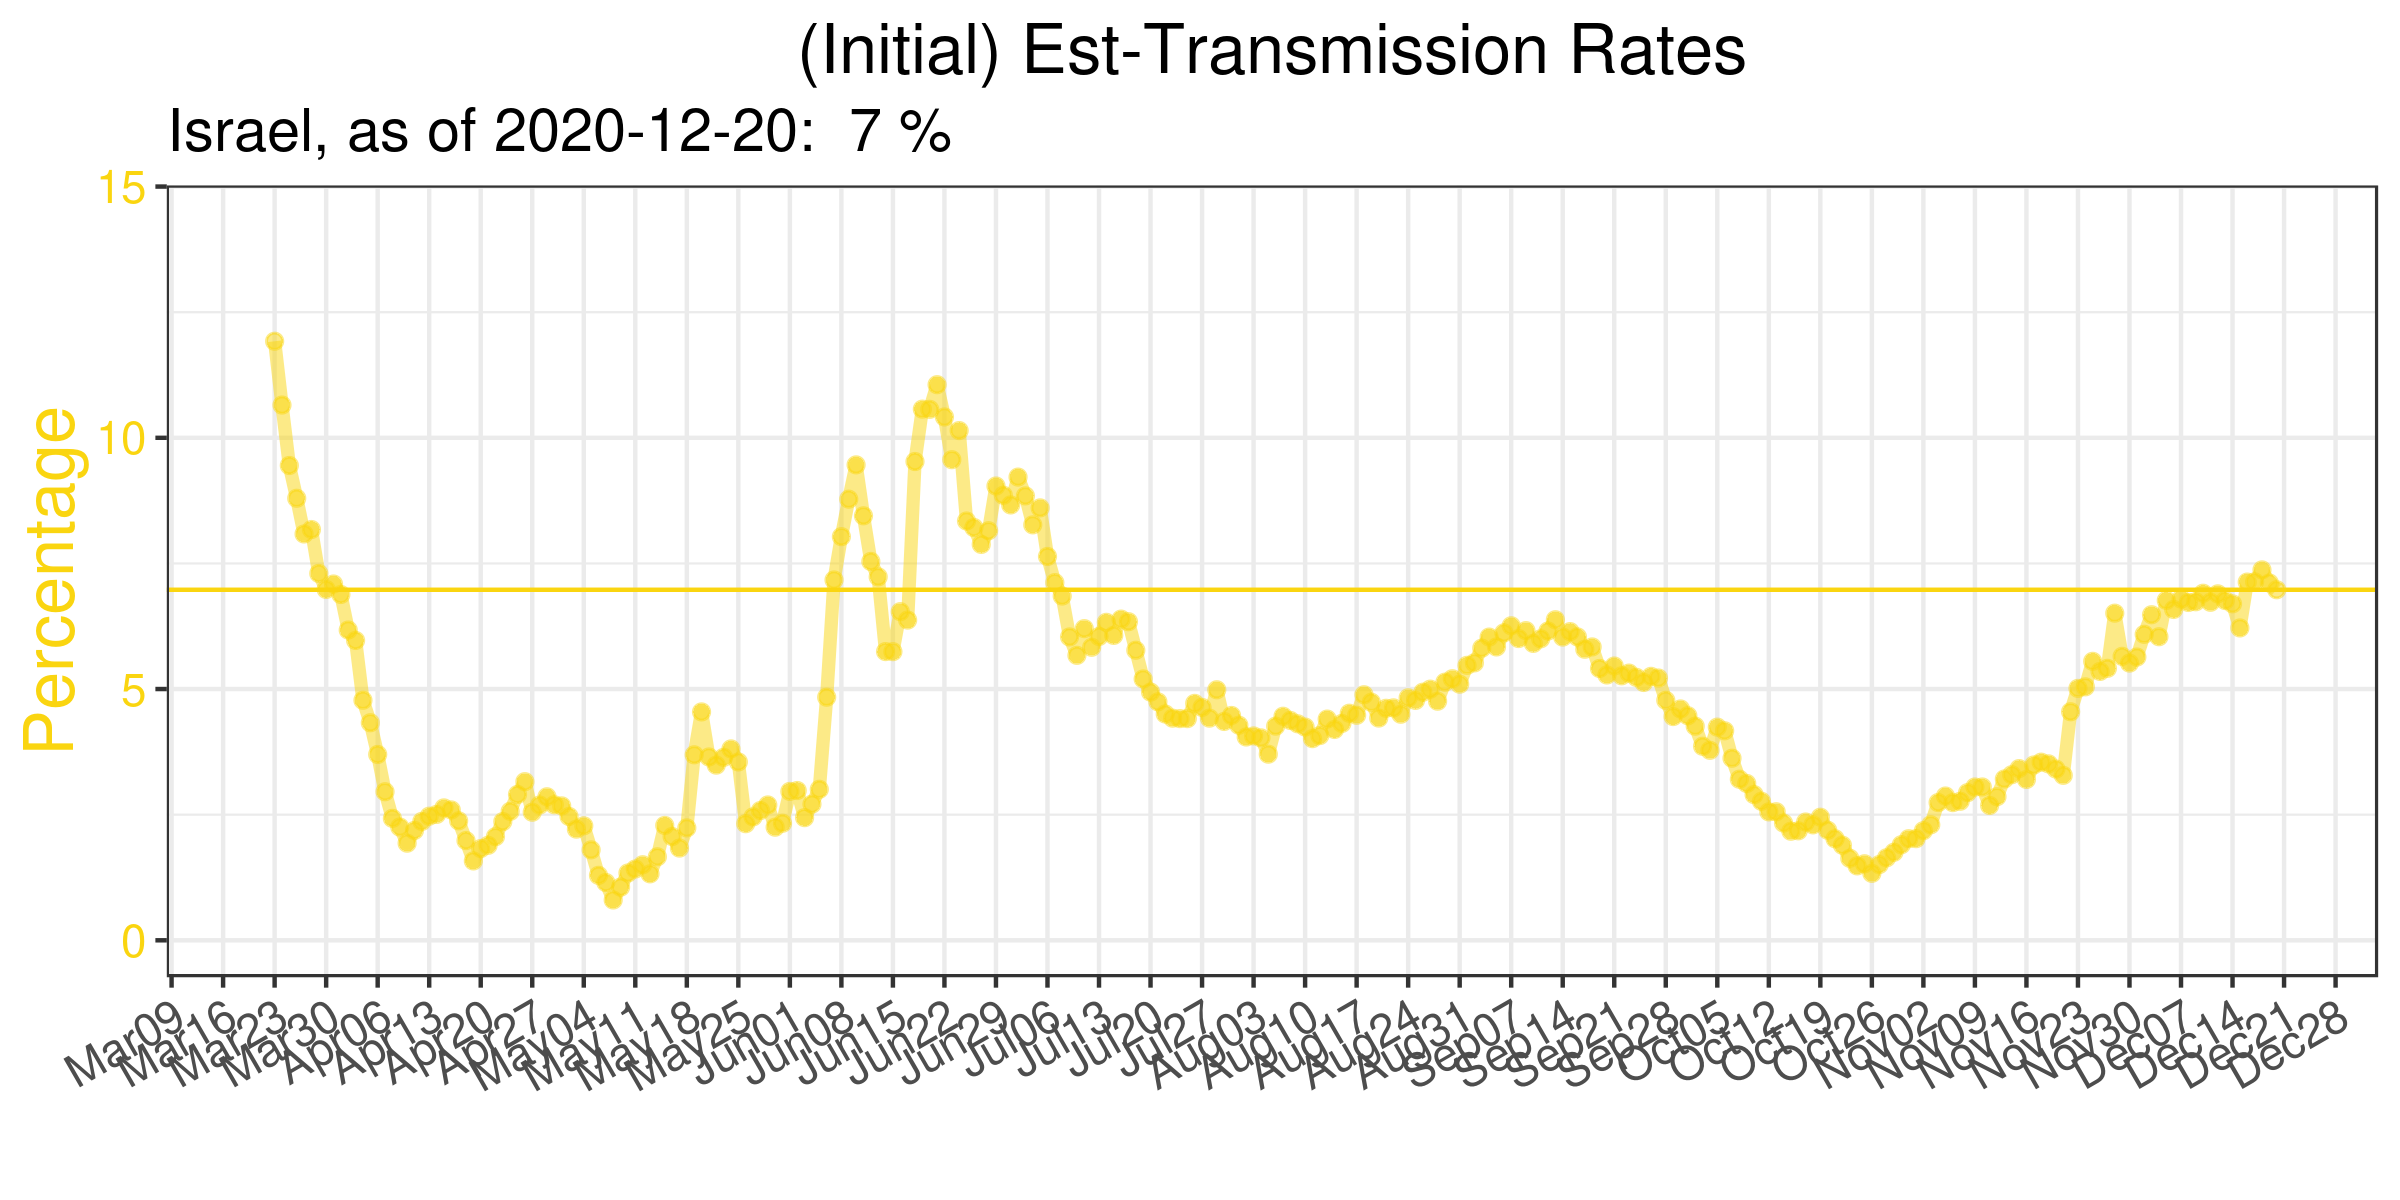 (Initial) Est-Transmission Rates
Israel, as of 2020-12-20:  7 %
Percentage
15
10
5
0
Mar09 Mar16 Mar23 Mar30 Apr06 Apr13 Apr20 Apr27 May04 May11 May18 May25 Jun01 Jun08 Jun15 Jun22 Jun29 Jul06 Jul13 Jul20 Jul27 Aug03 Aug10 Aug17 Aug24 Aug31 Sep07 Sep14 Sep21 Sep28 Oct05 Oct12 Oct19 Oct26 Nov02 Nov09 Nov16 Nov23 Nov30 Dec07 Dec14 Dec21 Dec28